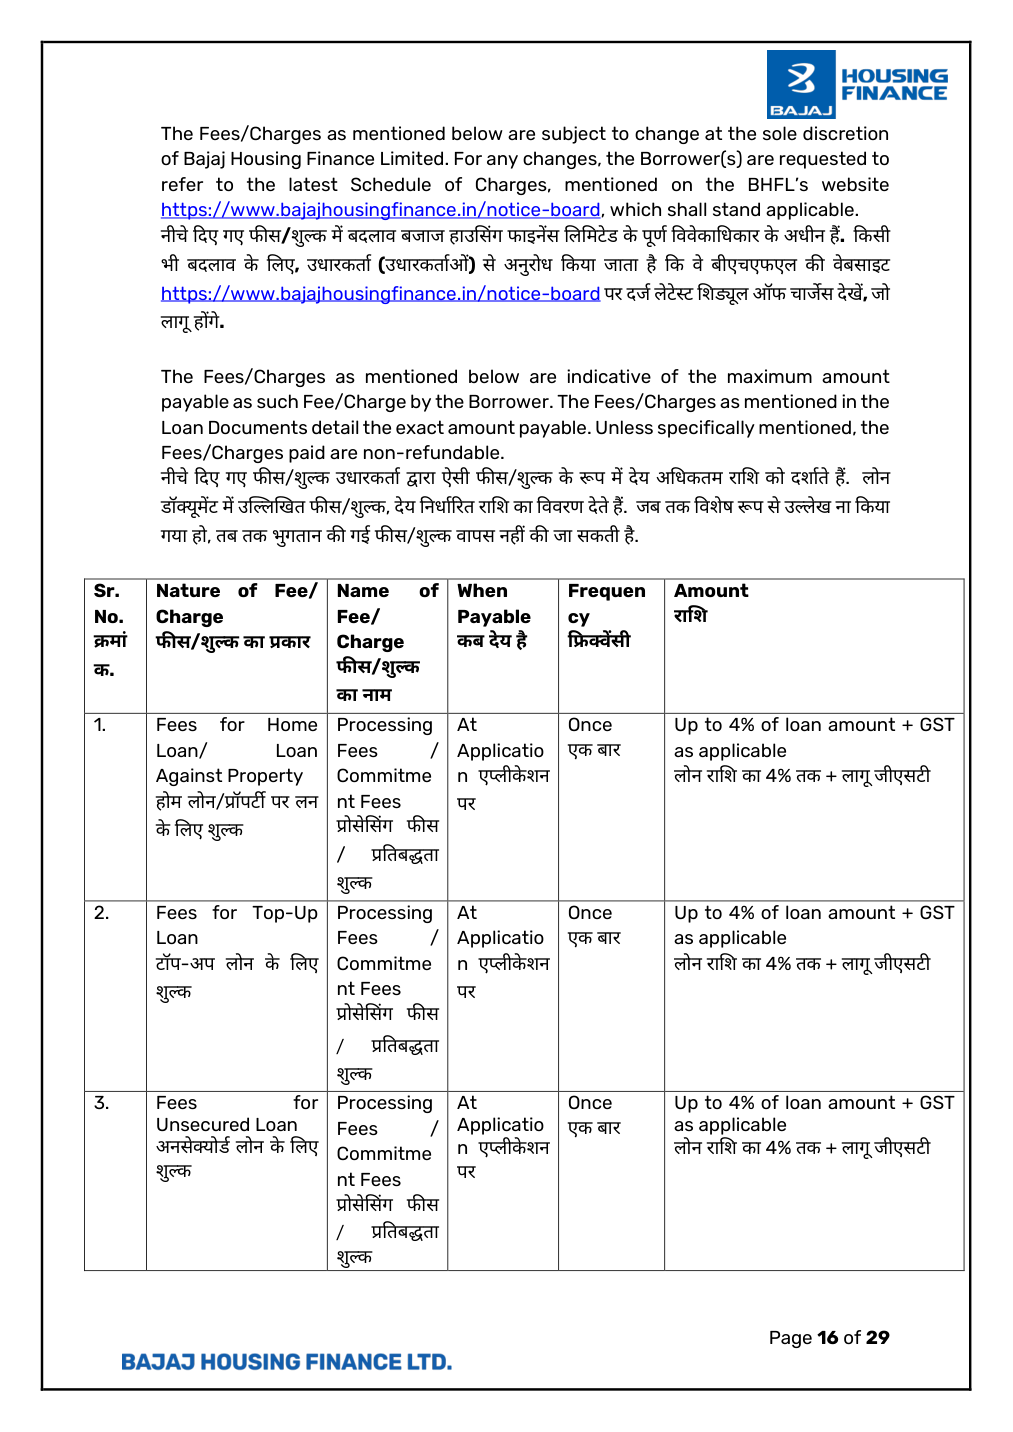 BAJAJ
HOUSING
FINANCE
The Fees/Charges as mentioned below are subject to change at the sole discretion
of Bajaj Housing Finance Limited. For any changes, the Borrower(s) are requested to
refer to the latest Schedule of Charges, mentioned on the BHFL’s website
https://www.bajajhousingfinance.in/notice-board, which shall stand applicable.
नीचे दिए गए फीस/शुल्क में बदलाव बजाज हाउसिंग फाइनेंस लिमिटेड के पूर्ण विवेकाधिकार के अधीन हैं. किसी
भी बदलाव के लिए, उधारकर्ता (उधारकर्ताओं) से अनुरोध किया जाता है कि वे बीएचएफएल की वेबसाइट
https://www.bajajhousingfinance.in/notice-board पर दर्ज लेटेस्ट शिड्यूल ऑफ चार्जेस देखें, जो
लागू होंगे.
The Fees/Charges as mentioned below are indicative of the maximum amount
payable as such Fee/Charge by the Borrower. The Fees/Charges as mentioned in the
Loan Documents detail the exact amount payable. Unless specifically mentioned, the
Fees/Charges paid are non-refundable.
नीचे दिए गए फीस/शुल्क उधारकर्ता द्वारा ऐसी फीस/शुल्क के रूप में देय अधिकतम राशि को दर्शाते हैं. लोन
डॉक्यूमेंट में उल्लिखित फीस/शुल्क, देय निर्धारित राशि का विवरण देते हैं. जब तक विशेष रूप से उल्लेख ना किया
गया हो, तब तक भुगतान की गई फीस/शुल्क वापस नहीं की जा सकती है.
Sr.
No.
क्रमां
क.
Nature of Fee/
Charge
फीस/शुल्क का प्रकार
Name of
Fee/
Charge
फीस/शुल्क
का नाम
When
Payable
कब देय है
Frequen
cy
फ्रिक्वेंसी
Amount
राशि
1.
Fees for Home
Loan/ Loan
Against Property
होम लोन/प्रॉपर्टी पर लन
के लिए शुल्क
Processing
Fees /
Commitme
nt Fees
प्रोसेसिंग फीस
/ प्रतिबद्धता
शुल्क
At
Applicatio
n एप्लीकेशन
पर
Once
एक बार
Up to 4% of loan amount + GST
as applicable
लोन राशि का 4% तक + लागू जीएसटी
2.
Fees for Top-Up
Loan
टॉप-अप लोन के लिए
शुल्क
Processing
Fees /
Commitme
nt Fees
प्रोसेसिंग फीस
/ प्रतिबद्धता
शुल्क
At
Applicatio
n एप्लीकेशन
पर
Once
एक बार
Up to 4% of loan amount + GST
as applicable
लोन राशि का 4% तक + लागू जीएसटी
3.
Fees for
Unsecured Loan
अनसेक्योर्ड लोन के लिए
शुल्क
Processing
Fees /
Commitme
nt Fees
प्रोसेसिंग फीस
/ प्रतिबद्धता
शुल्क
At
Applicatio
n एप्लीकेशन
पर
Once
एक बार
Up to 4% of loan amount + GST
as applicable
लोन राशि का 4% तक + लागू जीएसटी
Page 16 of 29
BAJAJ HOUSING FINANCE LTD.